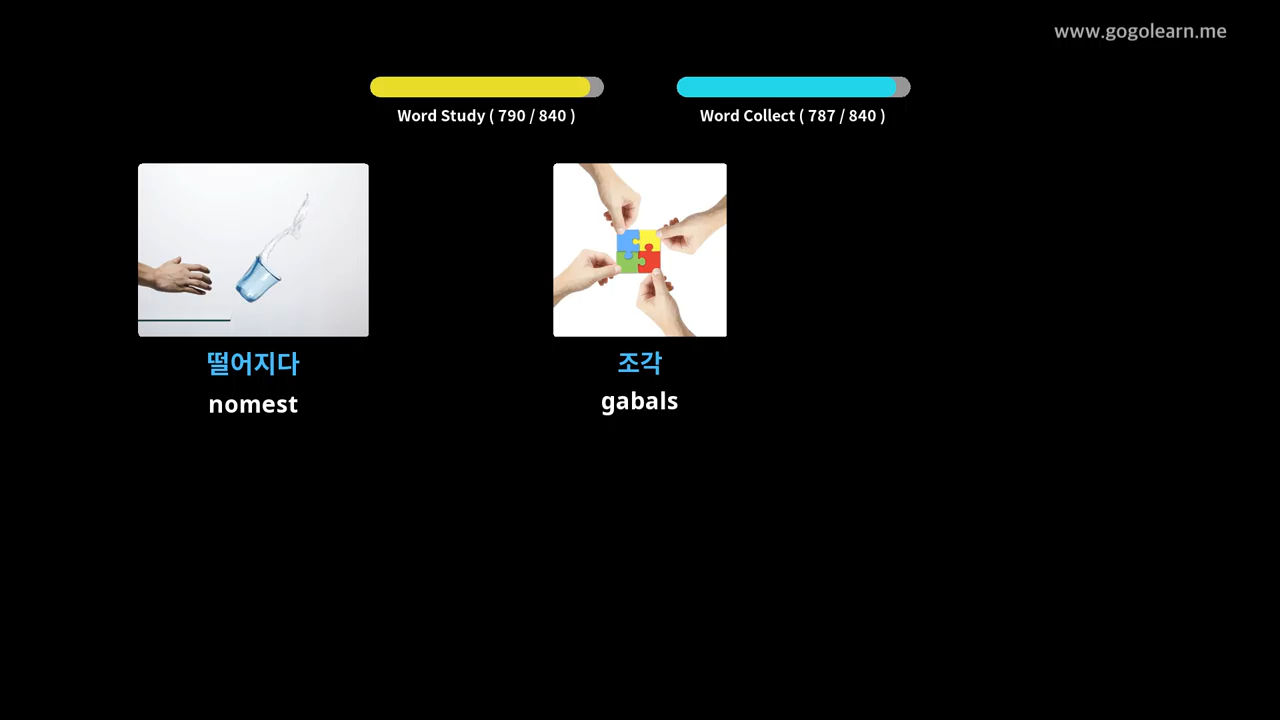 www.gogolearn.me
Word Study ( 790 / 840 )
Word Collect ( 787 / 840 )
떨어지다
nomest
조각
gabals